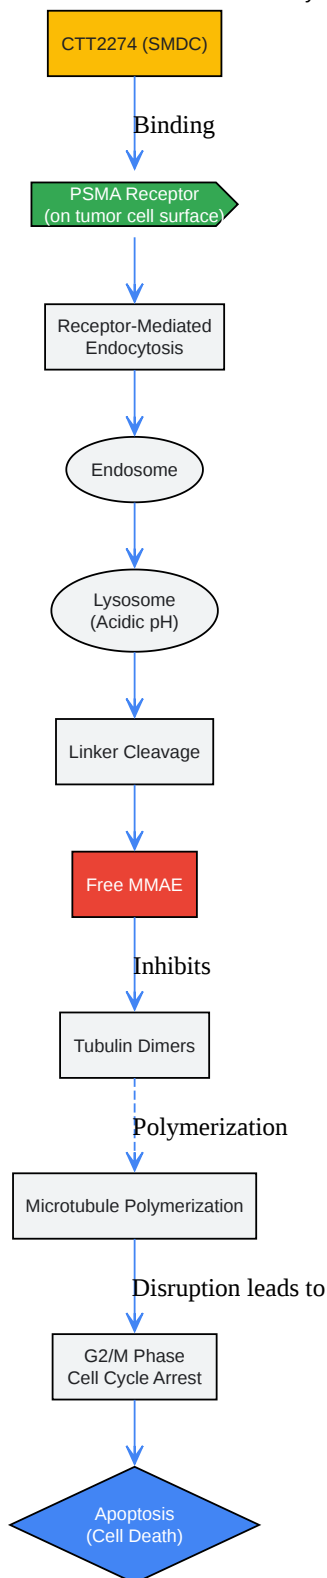 CTT2274 (SMDC)
Binding
PSMA Receptor
(on tumor cell surface)
Receptor-Mediated
Endocytosis
Endosome
Lysosome
(Acidic pH)
Linker Cleavage
Free MMAE
Inhibits
Tubulin Dimers
Polymerization
Microtubule Polymerization
Disruption leads to
G2/M Phase
Cell Cycle Arrest
Apoptosis
(Cell Death)